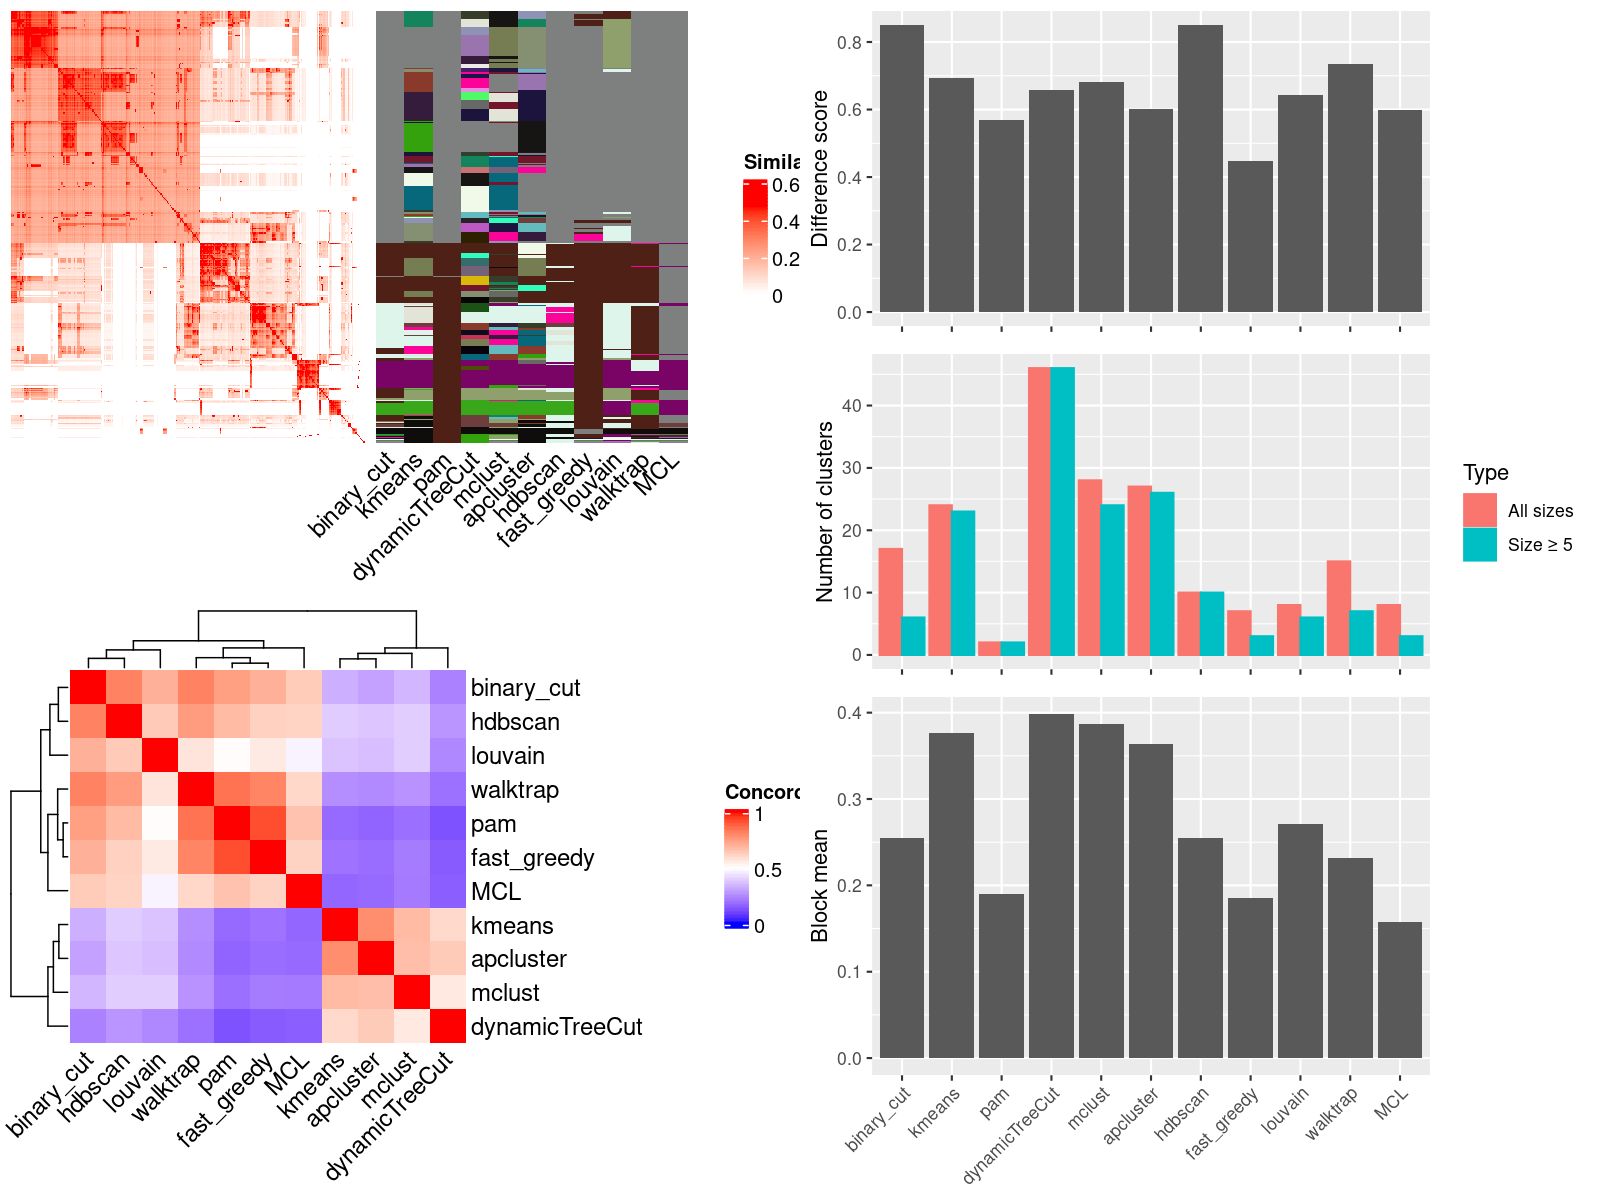 Simila
0.6
0.4
0.2
0
binary_cut
kmeans
pam
dynamicTreeCut
mclust
apcluster
hdbscan
fast_greedy
louvain
walktrap
MCL
Difference score
0.8
0.6
0.4
0.2
0.0
Number of clusters
40
30
20
10
0
Type
All sizes
Size ≥ 5
binary_cut
hdbscan
louvain
walktrap
pam
fast_greedy
MCL
kmeans
apcluster
mclust
dynamicTreeCut
binary_cut
hdbscan
louvain
walktrap
pam
fast_greedy
MCL
kmeans
apcluster
mclust
dynamicTreeCut
Concord
1
0.5
0
Block mean
0.4
0.3
0.2
0.1
0.0
binary_cut
kmeans
pam
dynamicTreeCut
mclust
apcluster
hdbscan
fast_greedy
louvain
walktrap
MCL